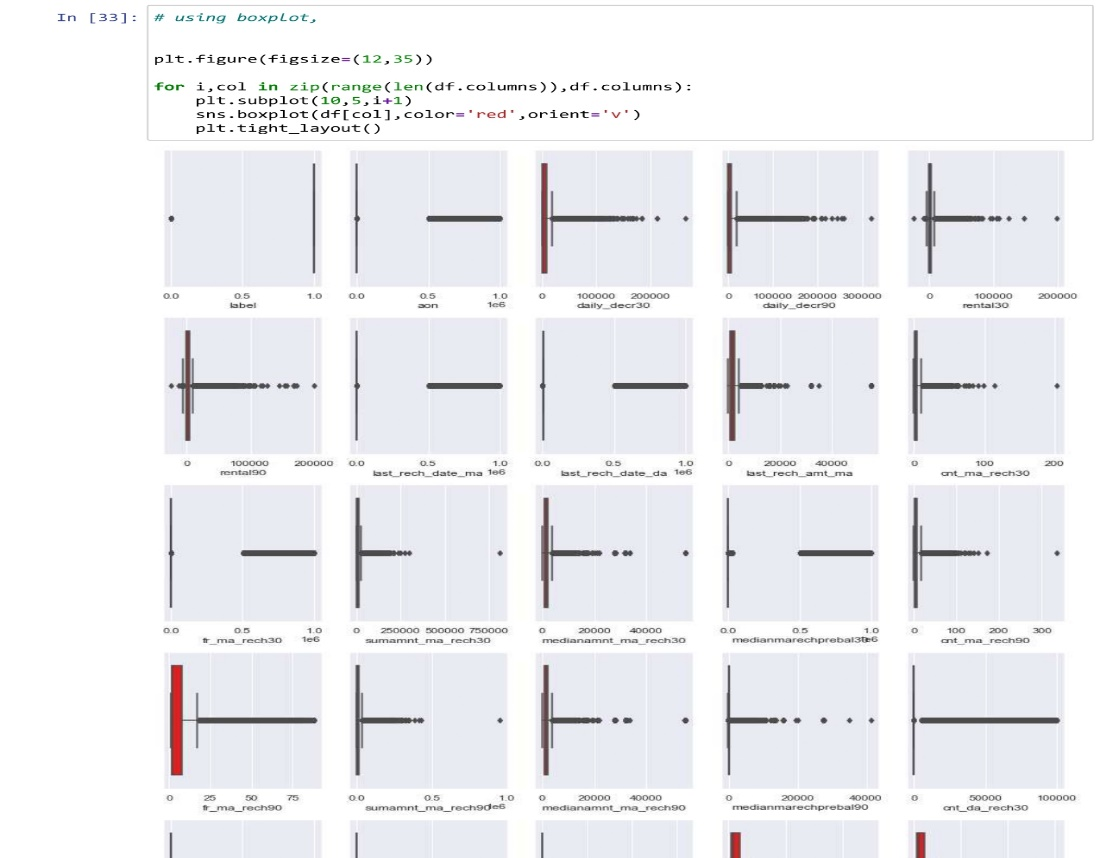 In [33]: # using boxplot,
plt.figure(figsize=(12,35))
for i,col in zip(range(len(df.columns)),df.columns):
plt.subplot(10,5,i+1)
sns.boxplot(df[col],color='red',orient='v')
plt.tight_layout()
0.0 0.5 1.0
label
0.0 0.5 1.0
aon 1e6
0 100000 200000
daily_decr30
0 100000 200000 300000
daily_decr90
0 100000 200000
rental30
0 100000 200000
rental90
0.0 0.5 1.0
last_rech_date_ma 1e6
0.0 0.5 1.0
last_rech_date_da 1e6
0 20000 40000
last_rech_amt_ma
0 100 200
cnt_ma_rech30
0.0 0.5 1.0
fr_ma_rech30 1e6
0 250000 500000 750000
sumamnt_ma_rech30
0 20000 40000
medianamnt_ma_rech30
0.0 0.5 1.0
medianmarechprebal30 1e6
0 100 200 300
cnt_ma_rech90
0 25 50 75
fr_ma_rech90
0.0 0.5 1.0
sumamnt_ma_rech90 1e6
0 20000 40000
medianamnt_ma_rech90
0 20000 40000
medianmarechprebal90
0 50000 100000
cnt_da_rech30